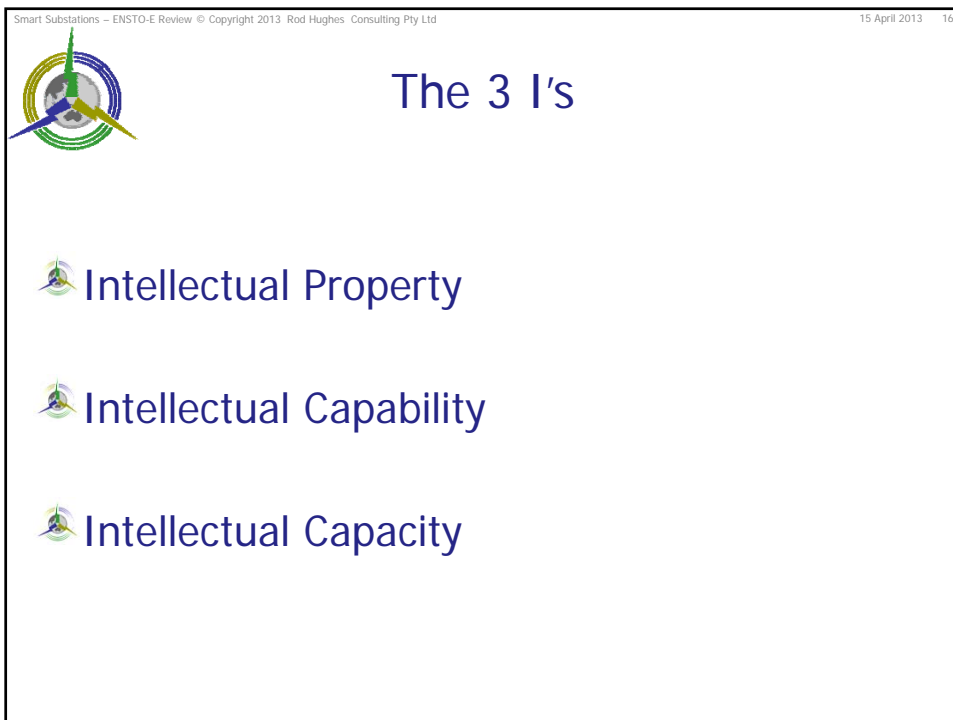 Smart Substations – ENSTO-E Review © Copyright 2013 Rod Hughes Consulting Pty Ltd 15 April 2013 16
The 3 I's
Intellectual Property
Intellectual Capability
Intellectual Capacity